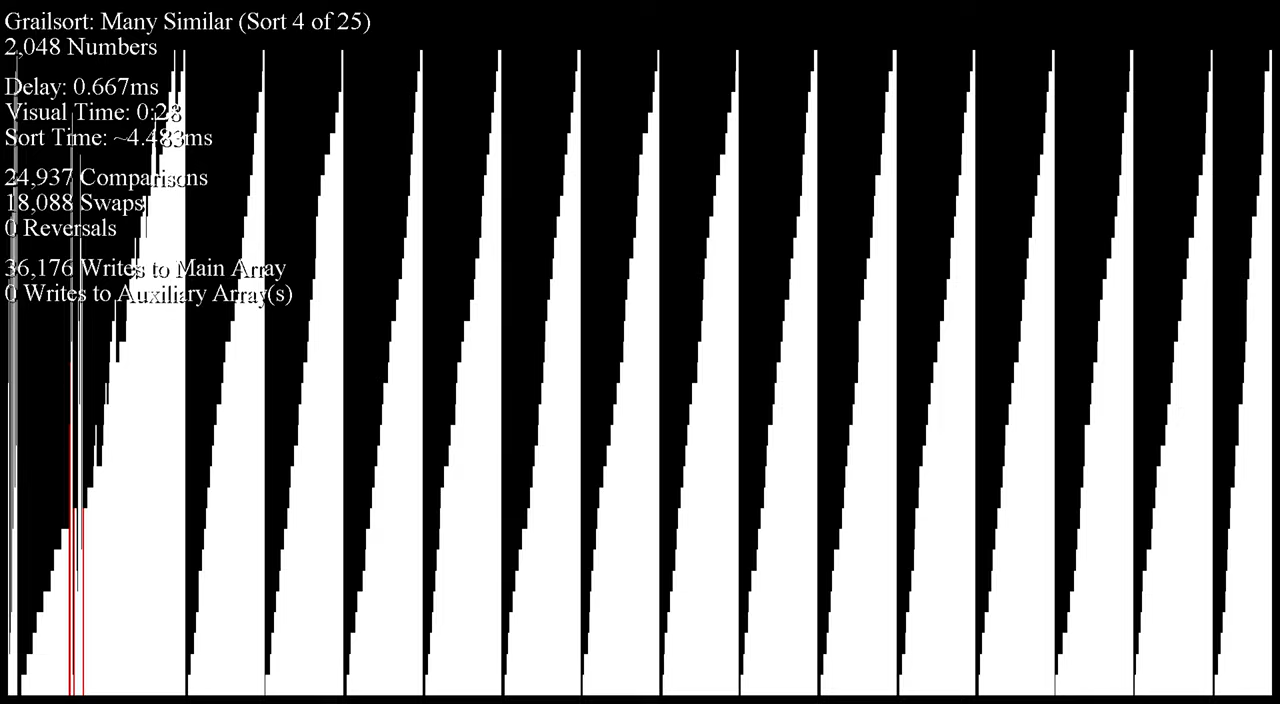 Grailsort: Many Similar (Sort 4 of 25)
2,048 Numbers
Delay: 0.667ms
Visual Time: 0:28
Sort Time: ~4.483ms
24,937 Comparisons
18,088 Swaps
0 Reversals
36,176 Writes to Main Array
0 Writes to Auxiliary Array(s)